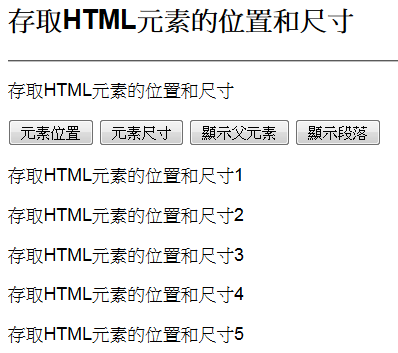 存取HTML元素的位置和尺寸
存取HTML元素的位置和尺寸
元素位置 元素尺寸 顯示父元素 顯示段落
存取HTML元素的位置和尺寸1
存取HTML元素的位置和尺寸2
存取HTML元素的位置和尺寸3
存取HTML元素的位置和尺寸4
存取HTML元素的位置和尺寸5